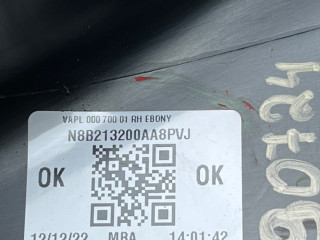 VAPL 000 700 01 RH EBONY
N8B213200AA8PVJ
OK OK
12/12/22 MBA 14:01:42